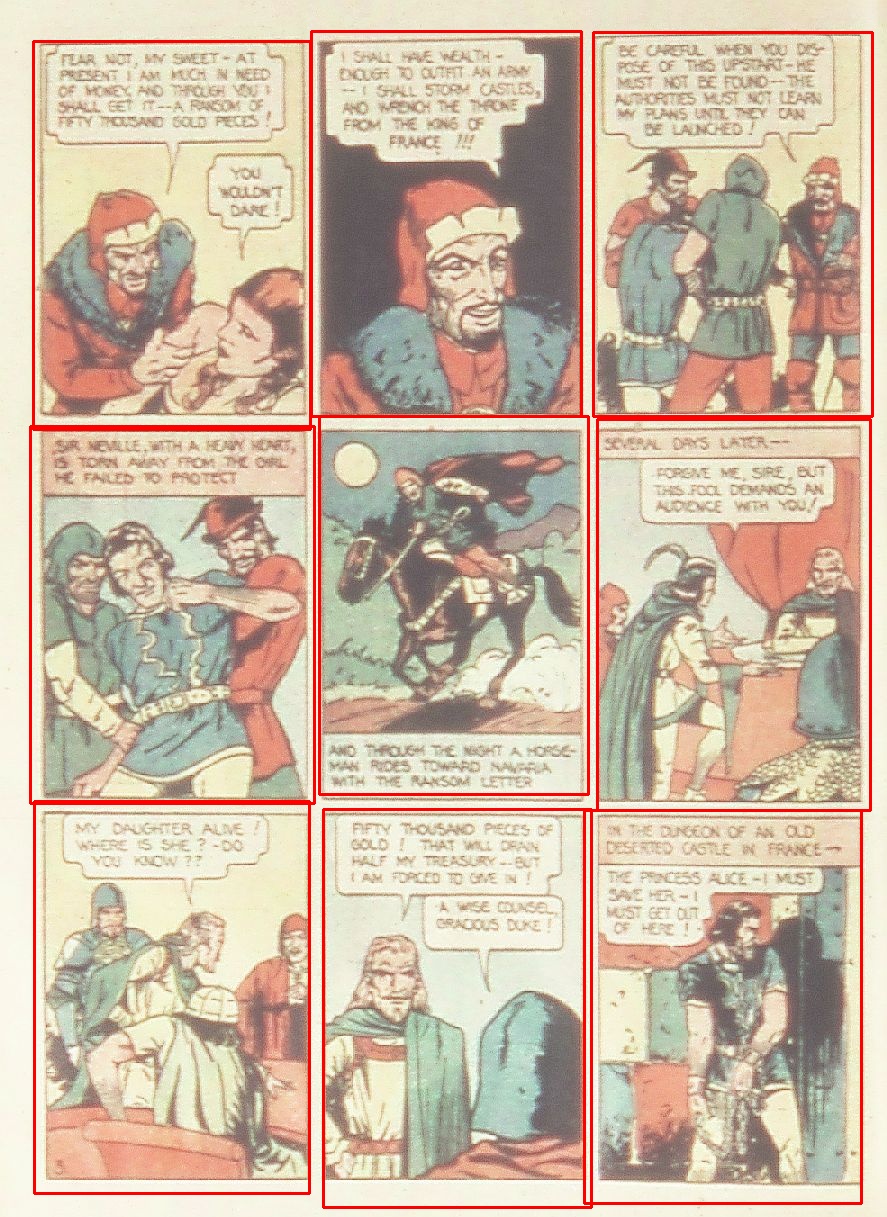 FEAR NOT, MY SWEET - AT
PRESENT I AM MUCH IN NEED
OF MONEY, AND THROUGH YOU I
SHALL GET IT -- A RANSOM OF
FIFTY THOUSAND GOLD PIECES!
YOU
WOULDN'T
DARE!
I SHALL HAVE WEALTH -
ENOUGH TO OUTFIT AN ARMY
-- I SHALL STORM CASTLES,
AND WRENCH THE THRONE
FROM THE KING OF
FRANCE !!!
BE CAREFUL WHEN YOU DIS-
POSE OF THIS UPSTART - HE
MUST NOT BE FOUND -- THE
AUTHORITIES MUST NOT LEARN
MY PLANS UNTIL THEY CAN
BE LAUNCHED!
SIR NEVILLE, WITH A HEAVY HEART,
IS TORN AWAY FROM THE GIRL
HE FAILED TO PROTECT
AND THROUGH THE NIGHT A HORSE-
MAN RIDES TOWARD NAVARIA
WITH THE RANSOM LETTER
SEVERAL DAYS LATER --
FORGIVE ME, SIRE, BUT
THIS FOOL DEMANDS AN
AUDIENCE WITH YOU!
MY DAUGHTER ALIVE!
WHERE IS SHE? - DO
YOU KNOW??
5
FIFTY THOUSAND PIECES OF
GOLD! THAT WILL DRAIN
HALF MY TREASURY -- BUT
I AM FORCED TO GIVE IN!
A WISE COUNSEL,
GRACIOUS DUKE!
IN THE DUNGEON OF AN OLD
DESERTED CASTLE IN FRANCE --
THE PRINCESS ALICE - I MUST
SAVE HER - I
MUST GET OUT
OF HERE!